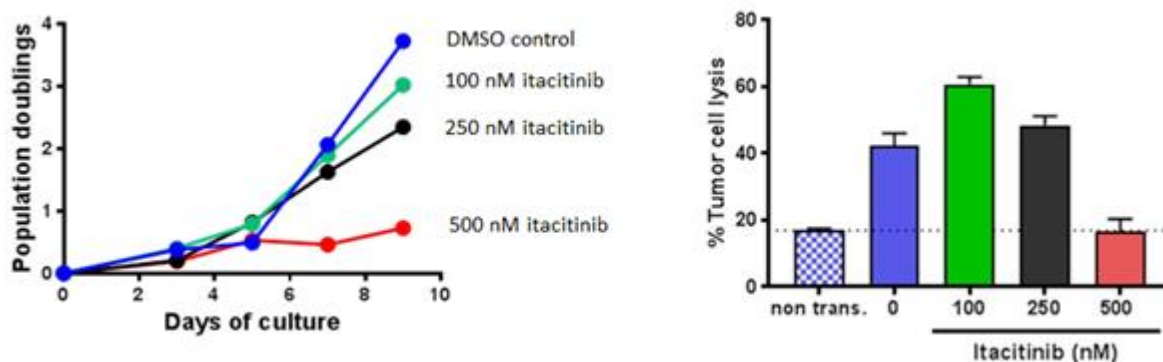 Population doublings
4
3
2
1
0
0 2 4 6 8 10
Days of culture
DMSO control
100 nM itacitinib
250 nM itacitinib
500 nM itacitinib
% Tumor cell lysis
80
60
40
20
0
non trans. 0 100 250 500
Itacitinib (nM)